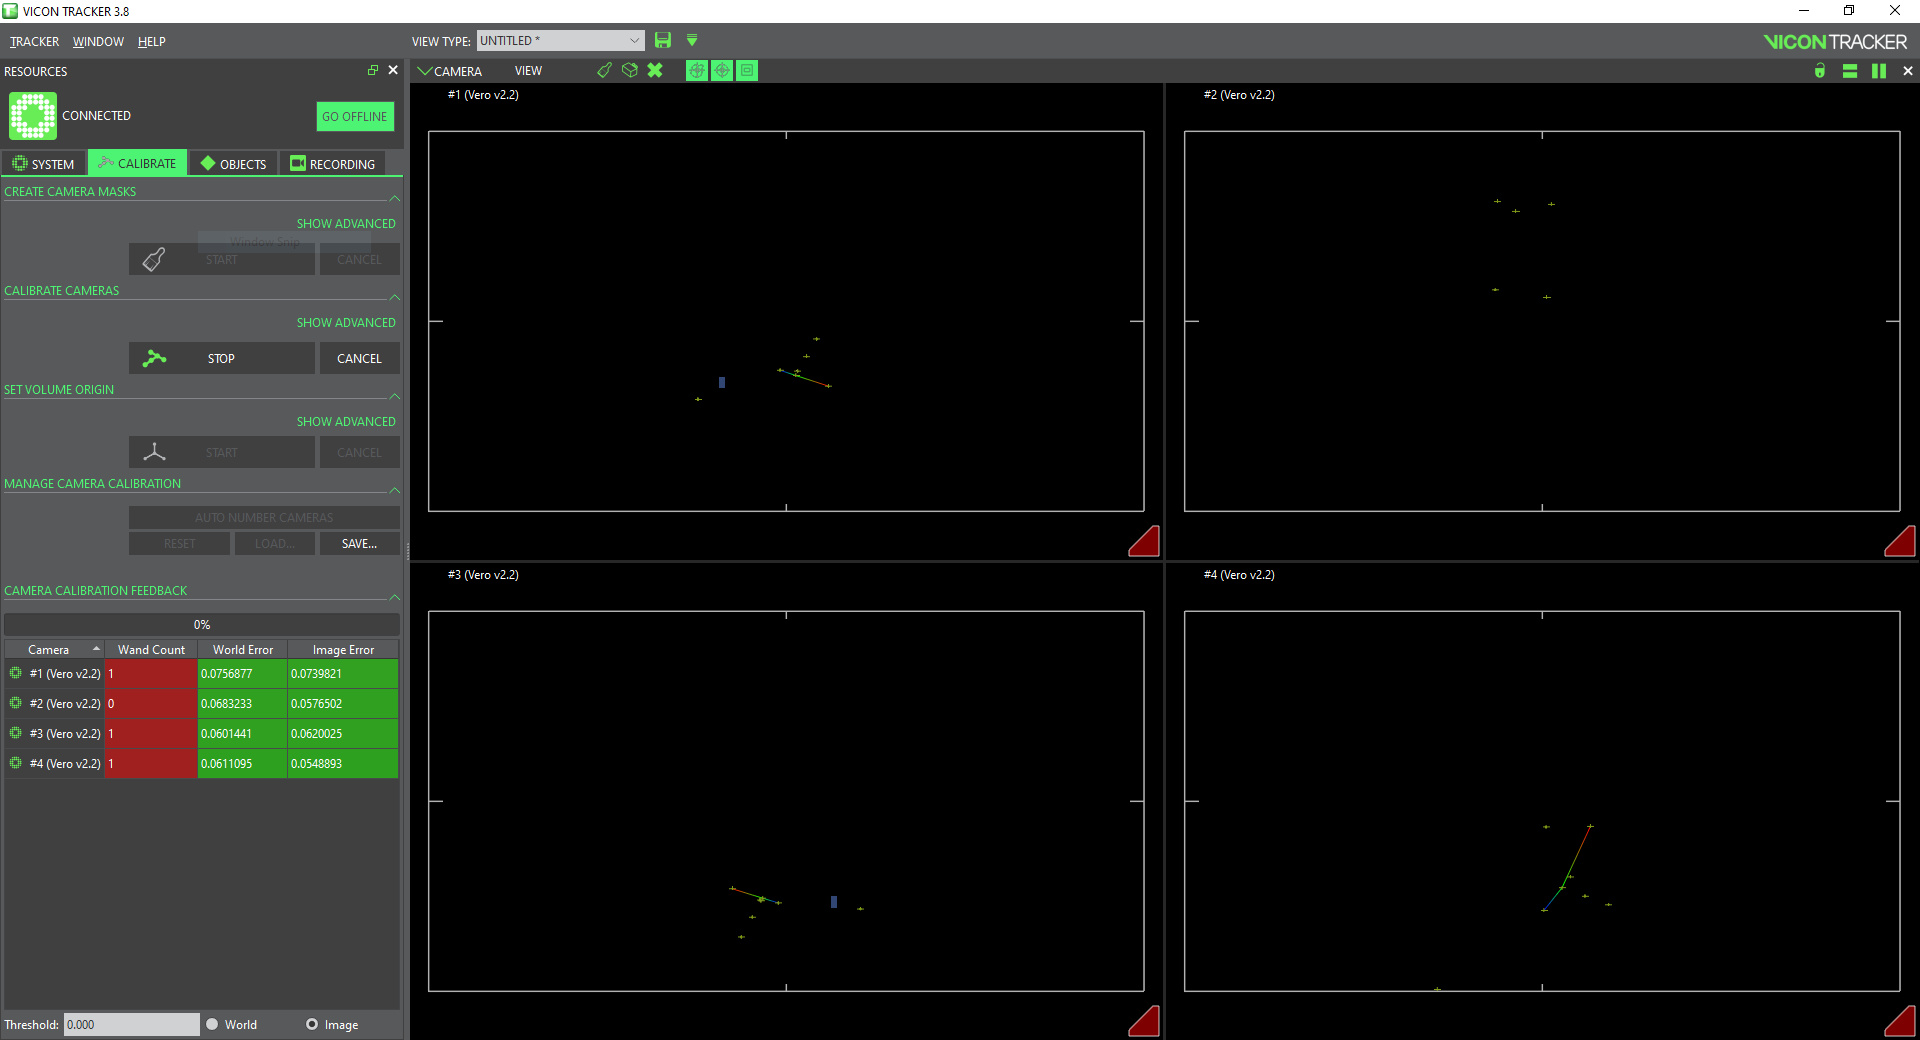 VICON TRACKER 3.8
TRACKER WINDOW HELP
VIEW TYPE: UNTITLED *
VICON TRACKER
RESOURCES
CAMERA VIEW
CONNECTED
GO OFFLINE
SYSTEM CALIBRATE OBJECTS RECORDING
CREATE CAMERA MASKS
SHOW ADVANCED
Window Snip
START CANCEL
CALIBRATE CAMERAS
SHOW ADVANCED
STOP CANCEL
SET VOLUME ORIGIN
SHOW ADVANCED
START CANCEL
MANAGE CAMERA CALIBRATION
AUTO NUMBER CAMERAS
RESET LOAD... SAVE...
CAMERA CALIBRATION FEEDBACK
0%
Camera Wand Count World Error Image Error
#1 (Vero v2.2) 1 0.0756877 0.0739821
#2 (Vero v2.2) 0 0.0683233 0.0576502
#3 (Vero v2.2) 1 0.0601441 0.0620025
#4 (Vero v2.2) 1 0.0611095 0.0548893
Threshold: 0.000 World Image
#1 (Vero v2.2)
#2 (Vero v2.2)
#3 (Vero v2.2)
#4 (Vero v2.2)